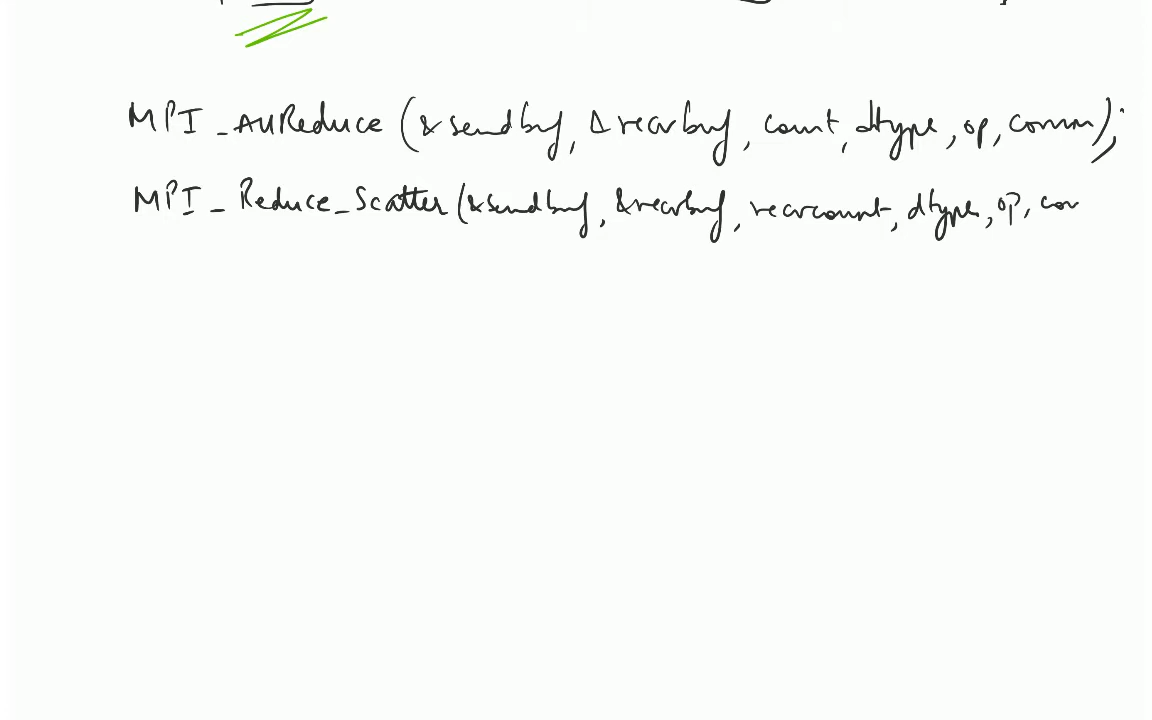 MPI_AllReduce (&sendbuf, &recvbuf, count, dtype, op, comm);
MPI_Reduce_Scatter (&sendbuf, &recvbuf, recvcount, dtype, op, com